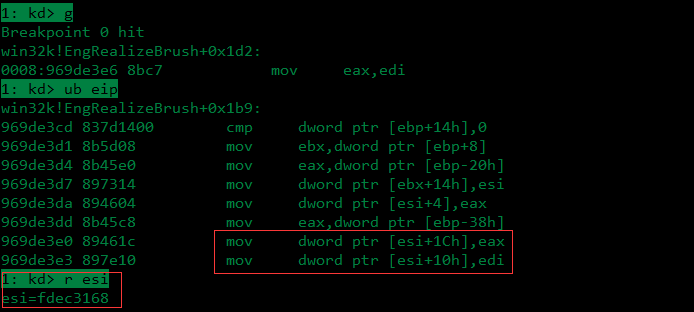 1: kd> g
Breakpoint 0 hit
win32k!EngRealizeBrush+0x1d2:
0008:969de3e6 8bc7            mov     eax,edi
1: kd> ub eip
win32k!EngRealizeBrush+0x1b9:
969de3cd 837d1400        cmp     dword ptr [ebp+14h],0
969de3d1 8b5d08          mov     ebx,dword ptr [ebp+8]
969de3d4 8b45e0          mov     eax,dword ptr [ebp-20h]
969de3d7 897314          mov     dword ptr [ebx+14h],esi
969de3da 894604          mov     dword ptr [esi+4],eax
969de3dd 8b45c8          mov     eax,dword ptr [ebp-38h]
969de3e0 89461c          mov     dword ptr [esi+1Ch],eax
969de3e3 897e10          mov     dword ptr [esi+10h],edi
1: kd> r esi
esi=fdec3168